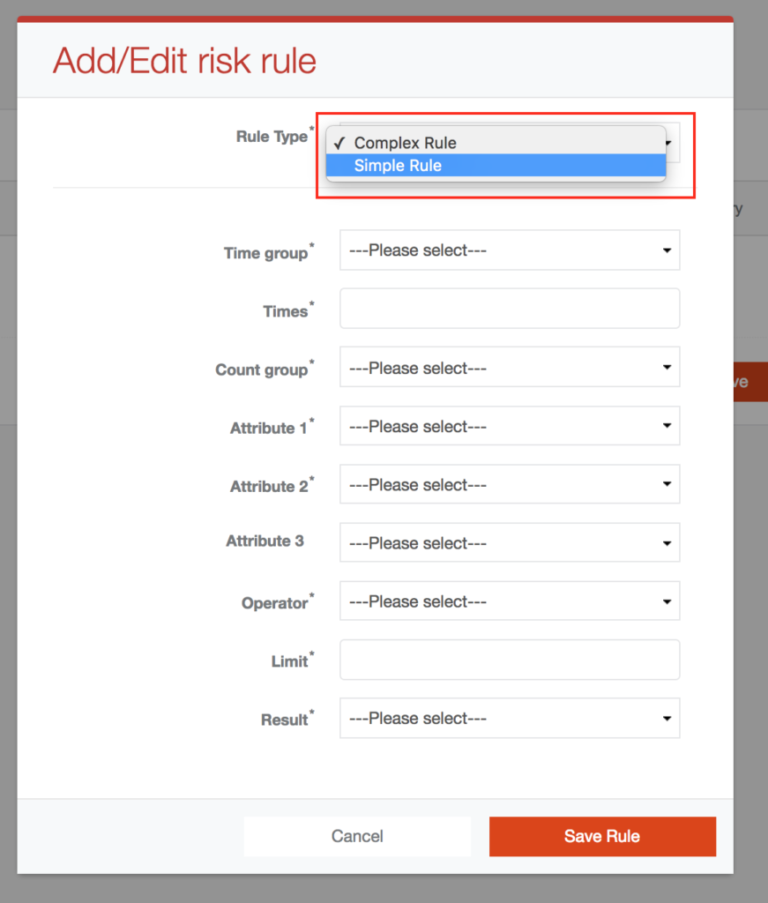 Add/Edit risk rule
Rule Type*
✓ Complex Rule
Simple Rule
Time group* ---Please select---
Times*
Count group* ---Please select---
Attribute 1* ---Please select---
Attribute 2* ---Please select---
Attribute 3 ---Please select---
Operator* ---Please select---
Limit*
Result* ---Please select---
Cancel Save Rule